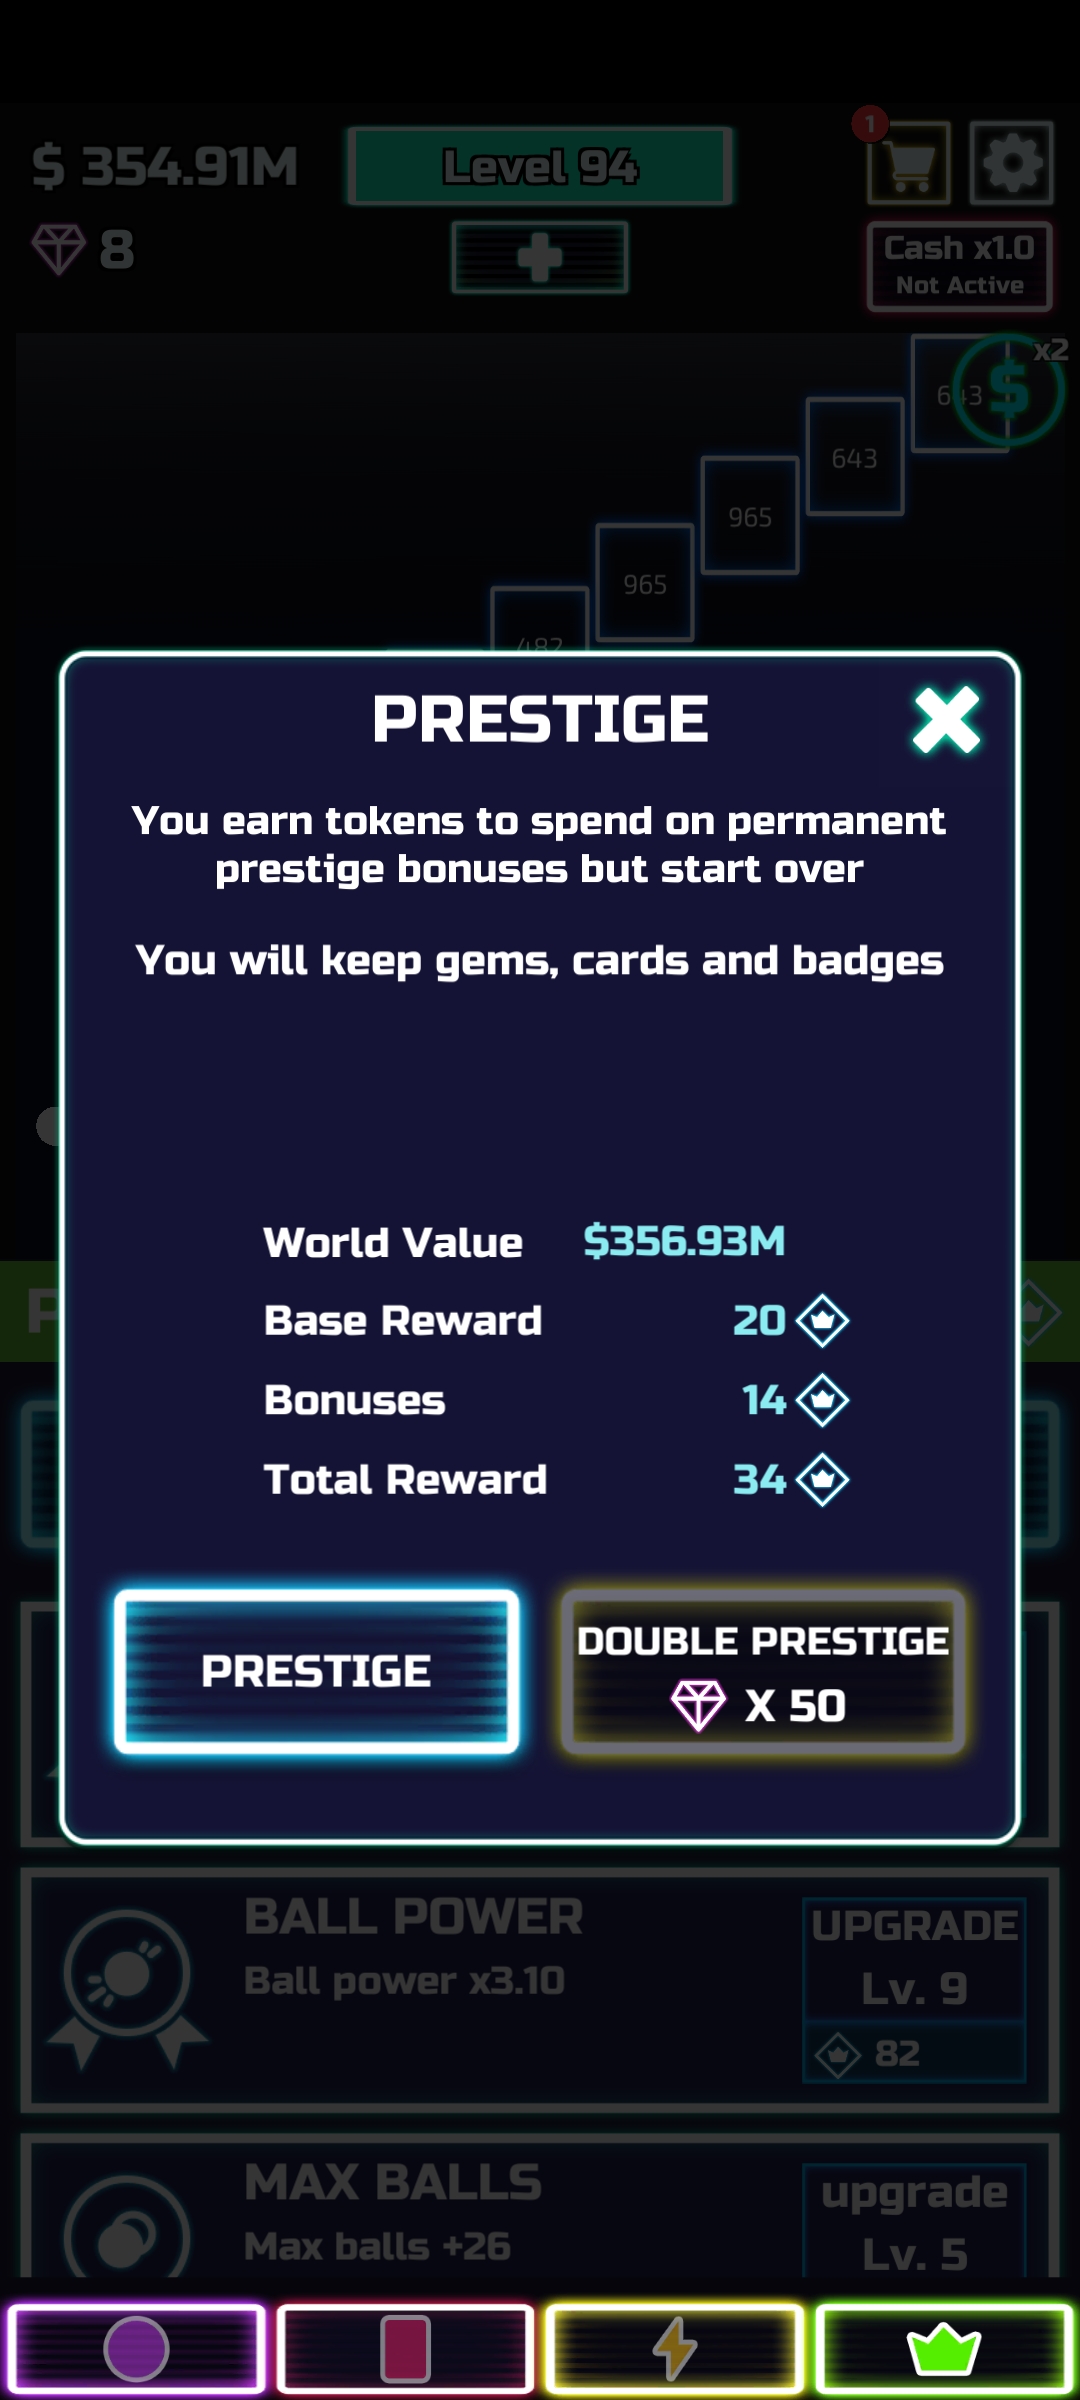 $ 354.91M
Level 94
1
8
Cash x1.0
Not Active
x2
643
$
643
965
965
482
PRESTIGE
You earn tokens to spend on permanent
prestige bonuses but start over
You will keep gems, cards and badges
World Value $356.93M
Base Reward 20
Bonuses 14
Total Reward 34
PRESTIGE
DOUBLE PRESTIGE
X 50
BALL POWER
Ball power x3.10
UPGRADE
Lv. 9
82
MAX BALLS
Max balls +26
upgrade
Lv. 5